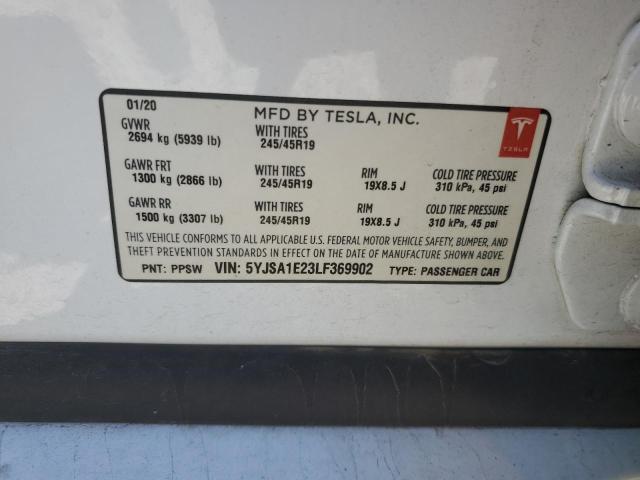 01/20 MFD BY TESLA, INC.
GVWR WITH TIRES
2694 kg (5939 lb) 245/45R19
TESLA
GAWR FRT WITH TIRES RIM COLD TIRE PRESSURE
1300 kg (2866 lb) 245/45R19 19X8.5 J 310 kPa, 45 psi
GAWR RR WITH TIRES RIM COLD TIRE PRESSURE
1500 kg (3307 lb) 245/45R19 19X8.5 J 310 kPa, 45 psi
THIS VEHICLE CONFORMS TO ALL APPLICABLE U.S. FEDERAL MOTOR VEHICLE SAFETY, BUMPER, AND
THEFT PREVENTION STANDARDS IN EFFECT ON THE DATE OF MANUFACTURE SHOWN ABOVE.
PNT: PPSW VIN: 5YJSA1E23LF369902 TYPE: PASSENGER CAR